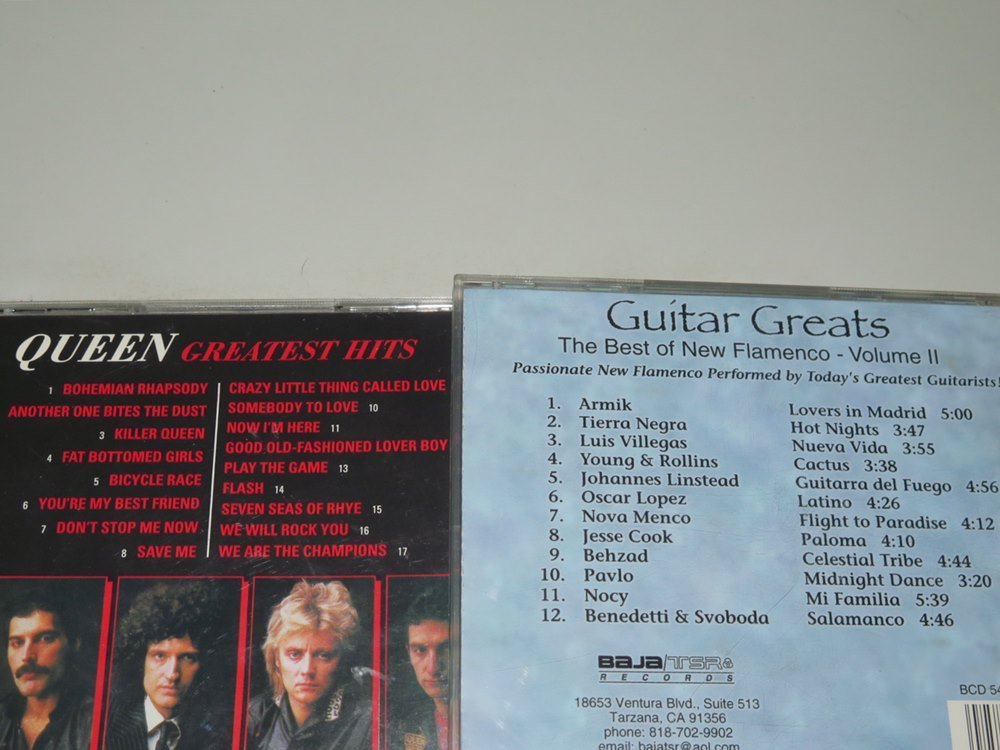 QUEEN GREATEST HITS
1 BOHEMIAN RHAPSODY
ANOTHER ONE BITES THE DUST
3 KILLER QUEEN
4 FAT BOTTOMED GIRLS
5 BICYCLE RACE
6 YOU'RE MY BEST FRIEND
7 DON'T STOP ME NOW
8 SAVE ME
CRAZY LITTLE THING CALLED LOVE
SOMEBODY TO LOVE 10
NOW I'M HERE 11
GOOD OLD-FASHIONED LOVER BOY
PLAY THE GAME 13
FLASH 14
SEVEN SEAS OF RHYE 15
WE WILL ROCK YOU 16
WE ARE THE CHAMPIONS 17
Guitar Greats
The Best of New Flamenco - Volume II
Passionate New Flamenco Performed by Today's Greatest Guitarists!
1. Armik Lovers in Madrid 5:00
2. Tierra Negra Hot Nights 3:47
3. Luis Villegas Nueva Vida 3:55
4. Young & Rollins Cactus 3:38
5. Johannes Linstead Guitarra del Fuego 4:56
6. Oscar Lopez Latino 4:26
7. Nova Menco Flight to Paradise 4:12
8. Jesse Cook Paloma 4:10
9. Behzad Celestial Tribe 4:44
10. Pavlo Midnight Dance 3:20
11. Nocy Mi Familia 5:39
12. Benedetti & Svoboda Salamanco 4:46
BAJA/TSR
RECORDS
18653 Ventura Blvd., Suite 513
Tarzana, CA 91356
phone: 818-702-9902
email: bajatsr@aol.com
BCD 54